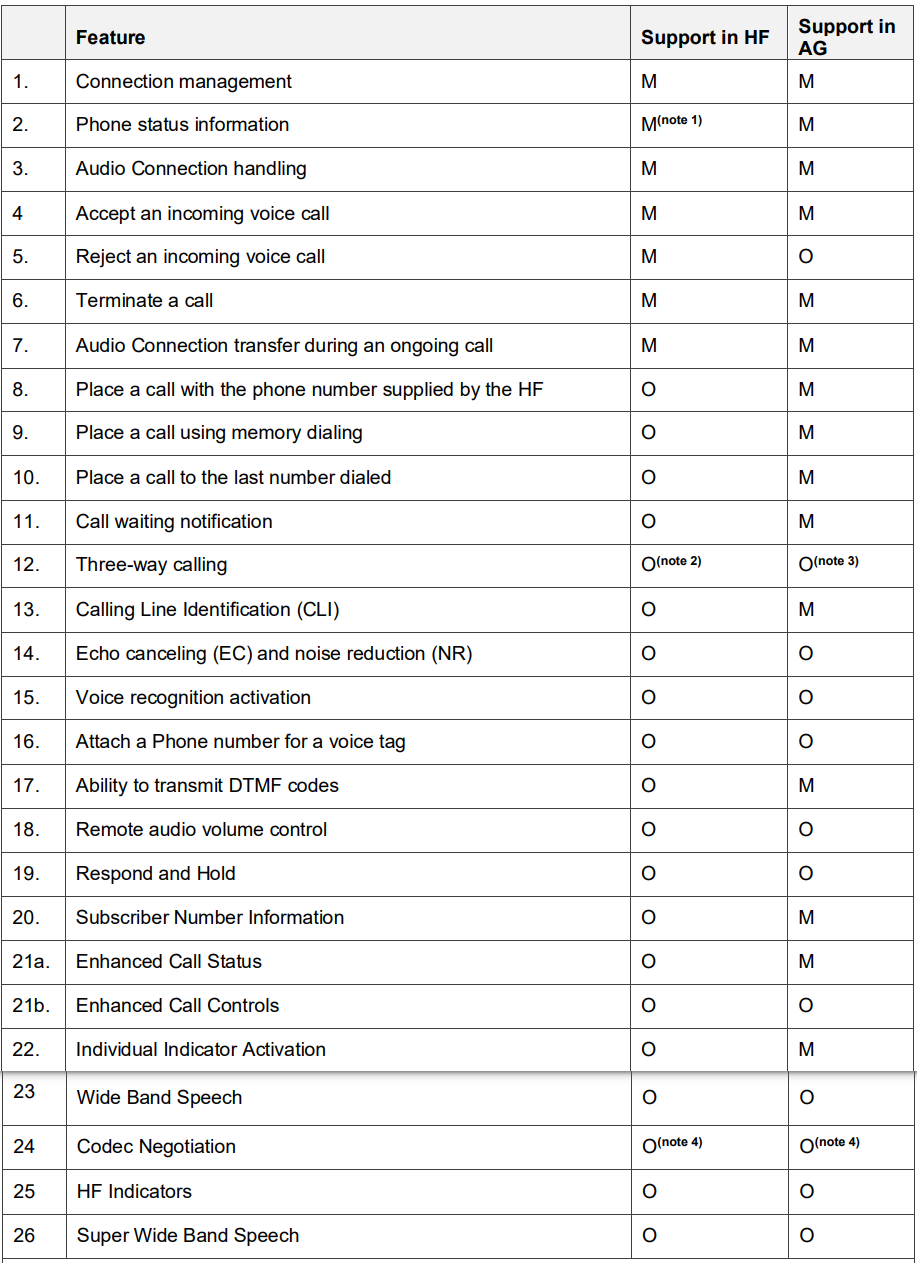 Feature Support in HF Support in AG
1. Connection management M M
2. Phone status information M(note 1) M
3. Audio Connection handling M M
4 Accept an incoming voice call M M
5. Reject an incoming voice call M O
6. Terminate a call M M
7. Audio Connection transfer during an ongoing call M M
8. Place a call with the phone number supplied by the HF O M
9. Place a call using memory dialing O M
10. Place a call to the last number dialed O M
11. Call waiting notification O M
12. Three-way calling O(note 2) O(note 3)
13. Calling Line Identification (CLI) O M
14. Echo canceling (EC) and noise reduction (NR) O O
15. Voice recognition activation O O
16. Attach a Phone number for a voice tag O O
17. Ability to transmit DTMF codes O M
18. Remote audio volume control O O
19. Respond and Hold O O
20. Subscriber Number Information O M
21a. Enhanced Call Status O M
21b. Enhanced Call Controls O O
22. Individual Indicator Activation O M
23 Wide Band Speech O O
24 Codec Negotiation O(note 4) O(note 4)
25 HF Indicators O O
26 Super Wide Band Speech O O